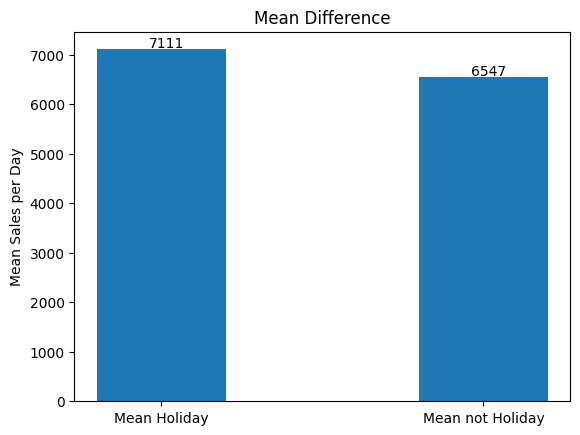 Mean Difference
7111
6547
7000
6000
5000
4000
3000
2000
1000
0
Mean Sales per Day
Mean Holiday
Mean not Holiday